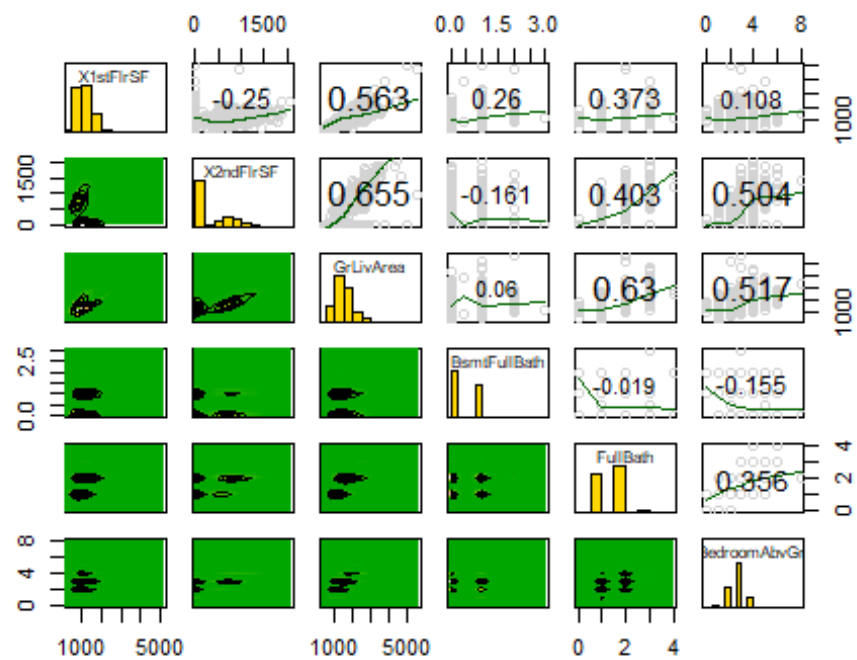 0 1500 0.0 1.5 3.0 0 4 8
X1stFlrSF -0.25 0.563 0.26 0.373 0.108 1000
0 1500 X2ndFlrSF 0.655 -0.161 0.403 0.504
GrLivArea 0.06 0.63 0.517 1000
0.0 2.5 BsmtFullBath -0.019 -0.155
FullBath 0.356 0 2 4
0 4 8 BedroomAbvGr
1000 5000 1000 5000 0 2 4